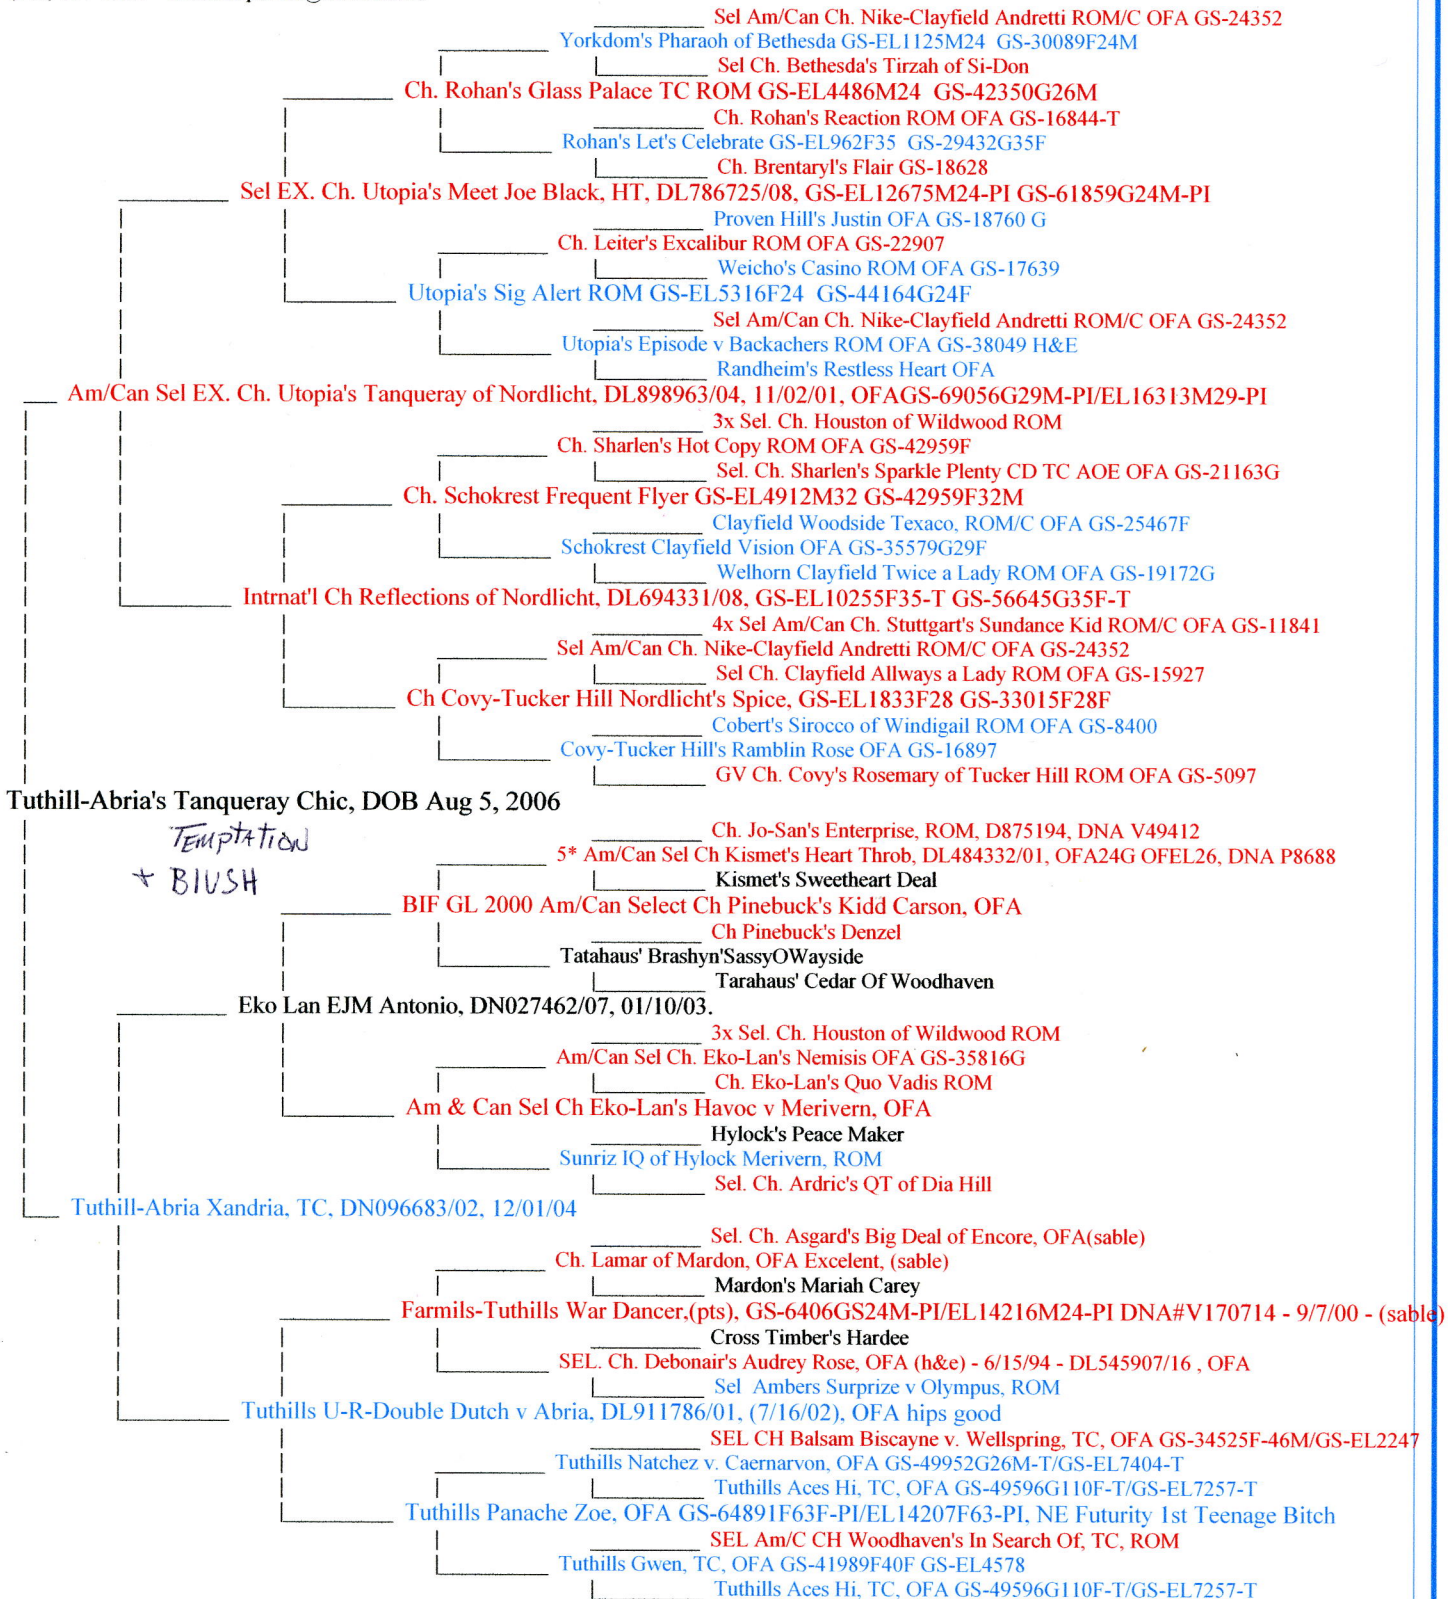 Sel Am/Can Ch. Nike-Clayfield Andretti ROM/C OFA GS-24352
Yorkdom's Pharaoh of Bethesda GS-EL1125M24 GS-30089F24M
Sel Ch. Bethesda's Tirzah of Si-Don
Ch. Rohan's Glass Palace TC ROM GS-EL4486M24 GS-42350G26M
Ch. Rohan's Reaction ROM OFA GS-16844-T
Rohan's Let's Celebrate GS-EL962F35 GS-29432G35F
Ch. Brentaryl's Flair GS-18628
Sel EX. Ch. Utopia's Meet Joe Black, HT, DL786725/08, GS-EL12675M24-PI GS-61859G24M-PI
Proven Hill's Justin OFA GS-18760 G
Ch. Leiter's Excalibur ROM OFA GS-22907
Weicho's Casino ROM OFA GS-17639
Utopia's Sig Alert ROM GS-EL5316F24 GS-44164G24F
Sel Am/Can Ch. Nike-Clayfield Andretti ROM/C OFA GS-24352
Utopia's Episode v Backachers ROM OFA GS-38049 H&E
Randheim's Restless Heart OFA
Am/Can Sel EX. Ch. Utopia's Tanqueray of Nordlicht, DL898963/04, 11/02/01, OFAGS-69056G29M-PI/EL16313M29-PI
3x Sel. Ch. Houston of Wildwood ROM
Ch. Sharlen's Hot Copy ROM OFA GS-42959F
Sel. Ch. Sharlen's Sparkle Plenty CD TC AOE OFA GS-21163G
Ch. Schokrest Frequent Flyer GS-EL4912M32 GS-42959F32M
Clayfield Woodside Texaco, ROM/C OFA GS-25467F
Schokrest Clayfield Vision OFA GS-35579G29F
Welhorn Clayfield Twice a Lady ROM OFA GS-19172G
Intrnat'l Ch Reflections of Nordlicht, DL694331/08, GS-EL10255F35-T GS-56645G35F-T
4x Sel Am/Can Ch. Stuttgart's Sundance Kid ROM/C OFA GS-11841
Sel Am/Can Ch. Nike-Clayfield Andretti ROM/C OFA GS-24352
Sel Ch. Clayfield Allways a Lady ROM OFA GS-15927
Ch Covy-Tucker Hill Nordlicht's Spice, GS-EL1833F28 GS-33015F28F
Cobert's Sirocco of Windigail ROM OFA GS-8400
Covy-Tucker Hill's Ramblin Rose OFA GS-16897
GV Ch. Covy's Rosemary of Tucker Hill ROM OFA GS-5097
Tuthill-Abria's Tanqueray Chic, DOB Aug 5, 2006
TEMPTATION
+ BlUSH
Ch. Jo-San's Enterprise, ROM, D875194, DNA V49412
5* Am/Can Sel Ch Kismet's Heart Throb, DL484332/01, OFA24G OFEL26, DNA P8688
Kismet's Sweetheart Deal
BIF GL 2000 Am/Can Select Ch Pinebuck's Kidd Carson, OFA
Ch Pinebuck's Denzel
Tatahaus' Brashyn'SassyOWayside
Tarahaus' Cedar Of Woodhaven
Eko Lan EJM Antonio, DN027462/07, 01/10/03.
3x Sel. Ch. Houston of Wildwood ROM
Am/Can Sel Ch. Eko-Lan's Nemisis OFA GS-35816G
Ch. Eko-Lan's Quo Vadis ROM
Am & Can Sel Ch Eko-Lan's Havoc v Merivern, OFA
Hylock's Peace Maker
Sunriz IQ of Hylock Merivern, ROM
Sel. Ch. Ardric's QT of Dia Hill
Tuthill-Abria Xandria, TC, DN096683/02, 12/01/04
Sel. Ch. Asgard's Big Deal of Encore, OFA(sable)
Ch. Lamar of Mardon, OFA Excelent, (sable)
Mardon's Mariah Carey
Farmils-Tuthills War Dancer,(pts), GS-6406GS24M-PI/EL14216M24-PI DNA#V170714 - 9/7/00 - (sable)
Cross Timber's Hardee
SEL. Ch. Debonair's Audrey Rose, OFA (h&e) - 6/15/94 - DL545907/16 , OFA
Sel Ambers Surprize v Olympus, ROM
Tuthills U-R-Double Dutch v Abria, DL911786/01, (7/16/02), OFA hips good
SEL CH Balsam Biscayne v. Wellspring, TC, OFA GS-34525F-46M/GS-EL2247
Tuthills Natchez v. Caernarvon, OFA GS-49952G26M-T/GS-EL7404-T
Tuthills Aces Hi, TC, OFA GS-49596G110F-T/GS-EL7257-T
Tuthills Panache Zoe, OFA GS-64891F63F-PI/EL14207F63-PI, NE Futurity 1st Teenage Bitch
SEL Am/C CH Woodhaven's In Search Of, TC, ROM
Tuthills Gwen, TC, OFA GS-41989F40F GS-EL4578
Tuthills Aces Hi, TC, OFA GS-49596G110F-T/GS-EL7257-T